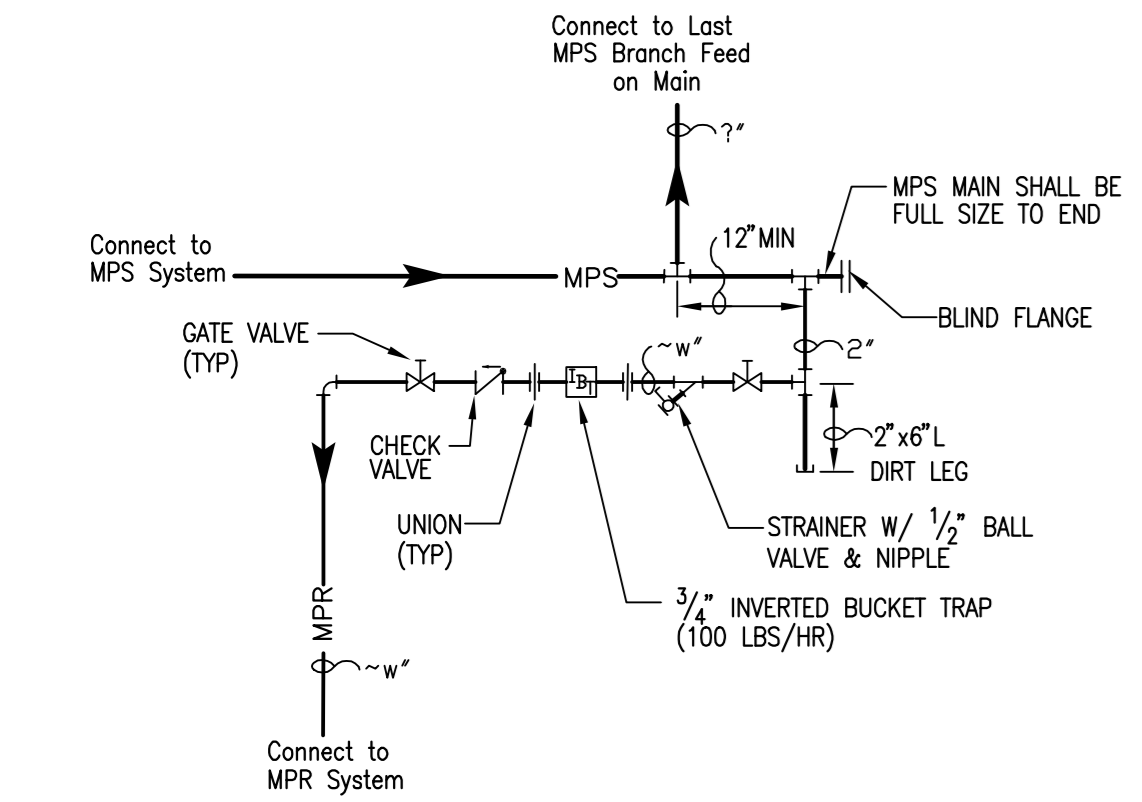 Connect to Last
MPS Branch Feed
on Main
?"
MPS MAIN SHALL BE
FULL SIZE TO END
12" MIN
Connect to
MPS System
MPS
BLIND FLANGE
GATE VALVE
(TYP)
~w"
2"
IBT
CHECK
VALVE
2"x6"L
DIRT LEG
UNION
(TYP)
STRAINER W/ 1/2" BALL
VALVE & NIPPLE
3/4" INVERTED BUCKET TRAP
(100 LBS/HR)
MPR
~w"
Connect to
MPR System